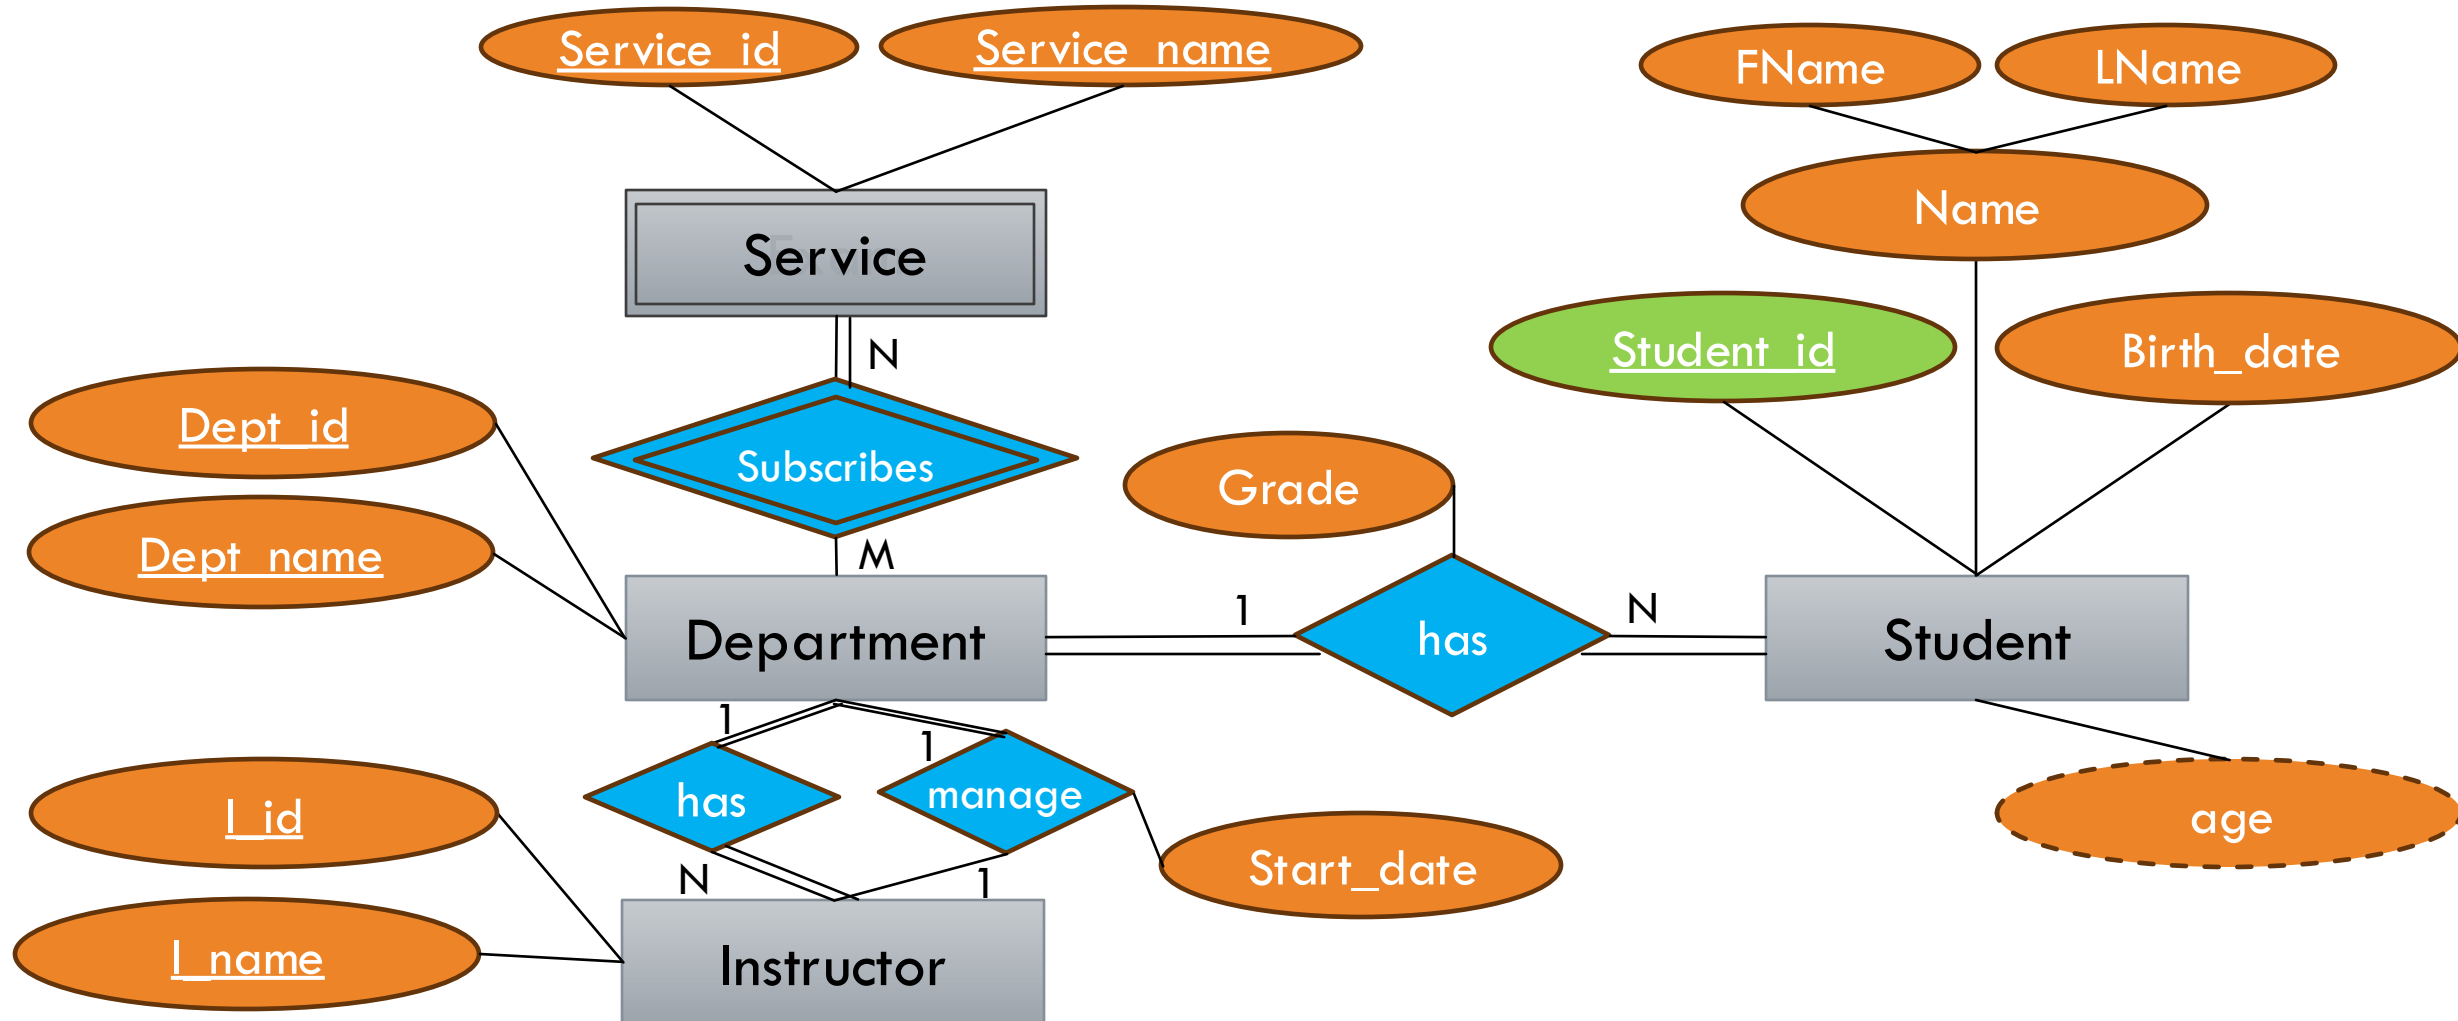 Service_id
Service_name
FName
LName
Name
Service
Student_id
Birth_date
N
Dept_id
Subscribes
Grade
Dept_name
M
1
N
Department
has
Student
1
1
I_id
has
manage
age
Start_date
N
1
I_name
Instructor